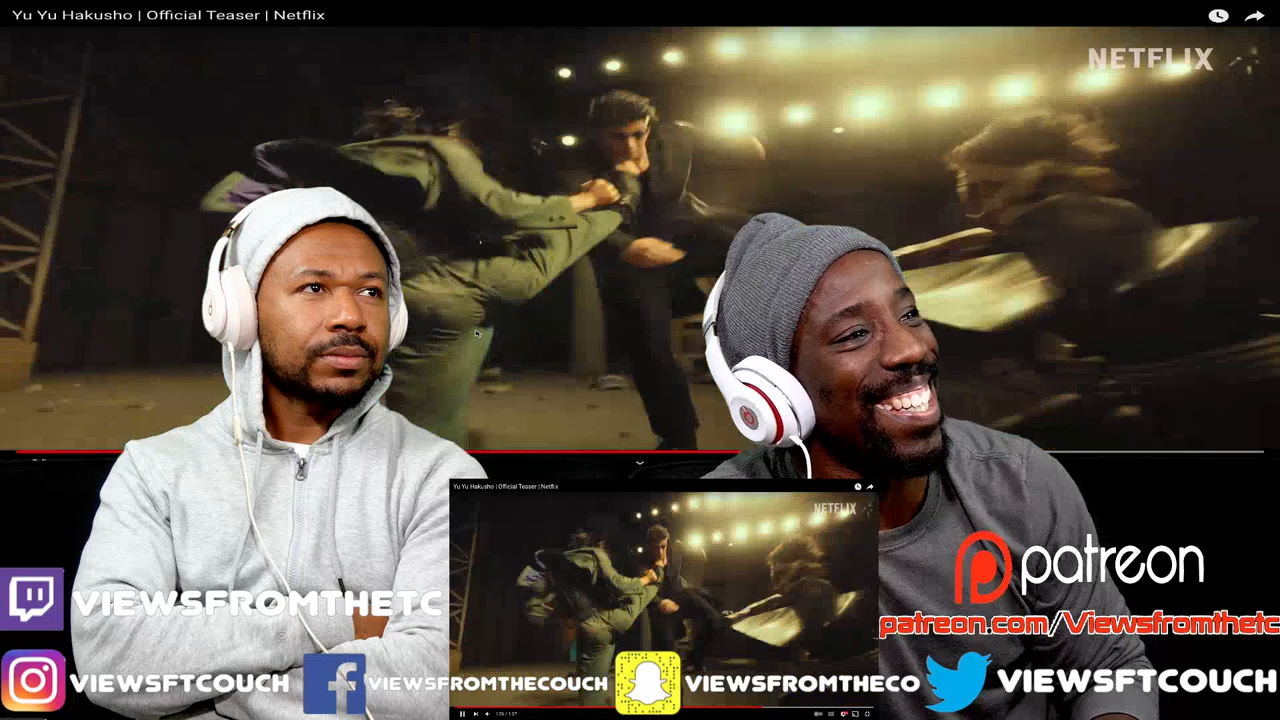 Yu Yu Hakusho | Official Teaser | Netflix
NETFLIX
Yu Yu Hakusho | Official Teaser | Netflix
NETFLIX
patreon
patreon.com/Viewsfromthetc
VIEWSFROMTHETC
VIEWSFTCOUCH
VIEWSFROMTHECOUCH
VIEWSFROMTHECO
VIEWSFTCOUCH